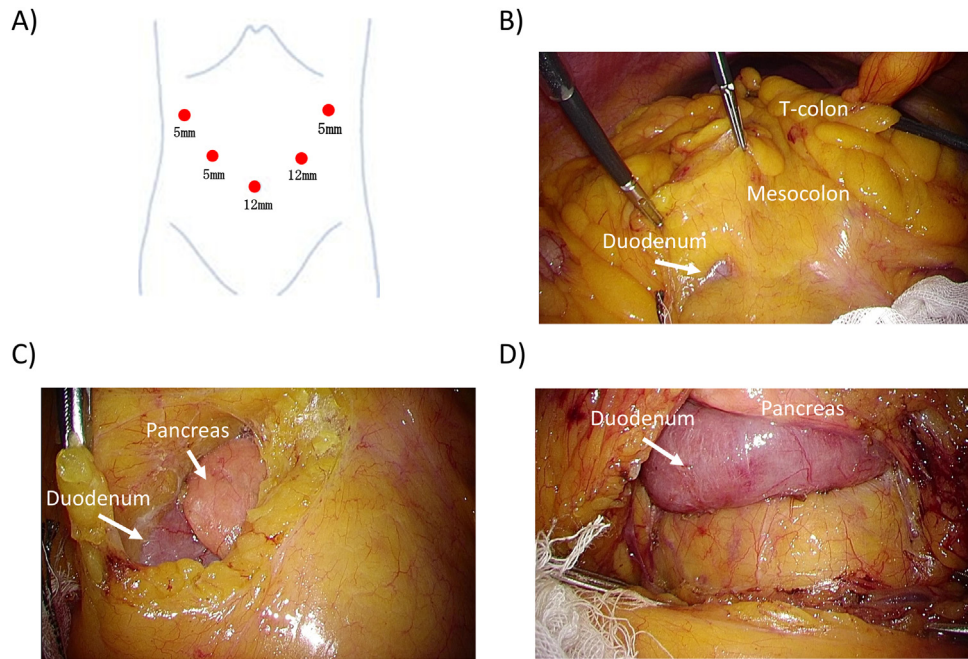 A)
5mm
5mm
5mm
12mm
12mm
B)
T-colon
Mesocolon
Duodenum
C)
Pancreas
Duodenum
D)
Duodenum
Pancreas